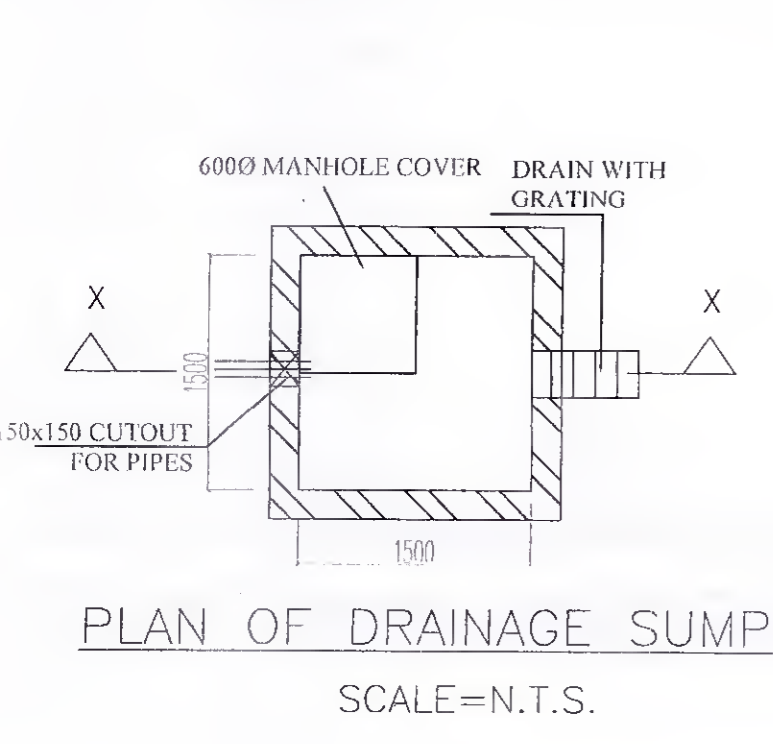 600Ø MANHOLE COVER
DRAIN WITH
GRATING
X
X
1500
50x150 CUTOUT
FOR PIPES
1500
PLAN OF DRAINAGE SUMP
SCALE=N.T.S.